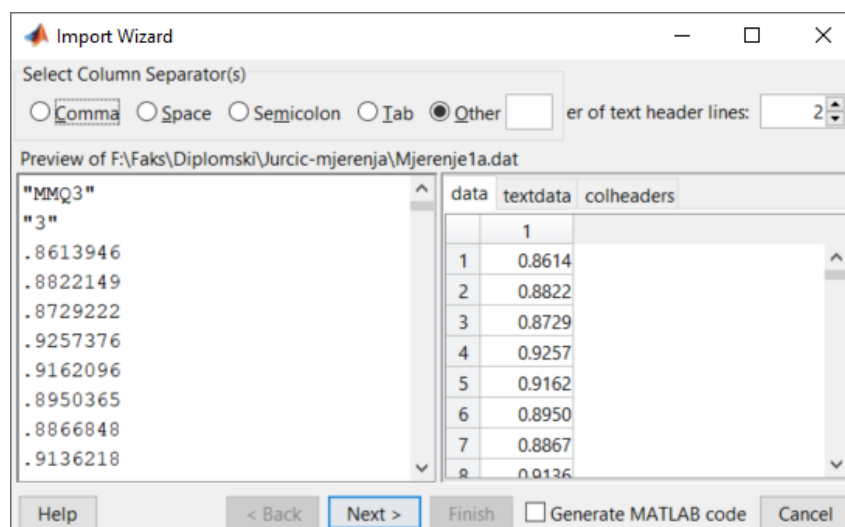 Import Wizard
Select Column Separator(s)
Comma Space Semicolon Tab Other er of text header lines: 2
Preview of F:\Faks\Diplomski\Jurcic-mjerenja\Mjerenje1a.dat
"MMQ3"
"3"
.8613946
.8822149
.8729222
.9257376
.9162096
.8950365
.8866848
.9136218
data textdata colheaders
1
1 0.8614
2 0.8822
3 0.8729
4 0.9257
5 0.9162
6 0.8950
7 0.8867
8 0.9136
Help < Back Next > Finish Generate MATLAB code Cancel